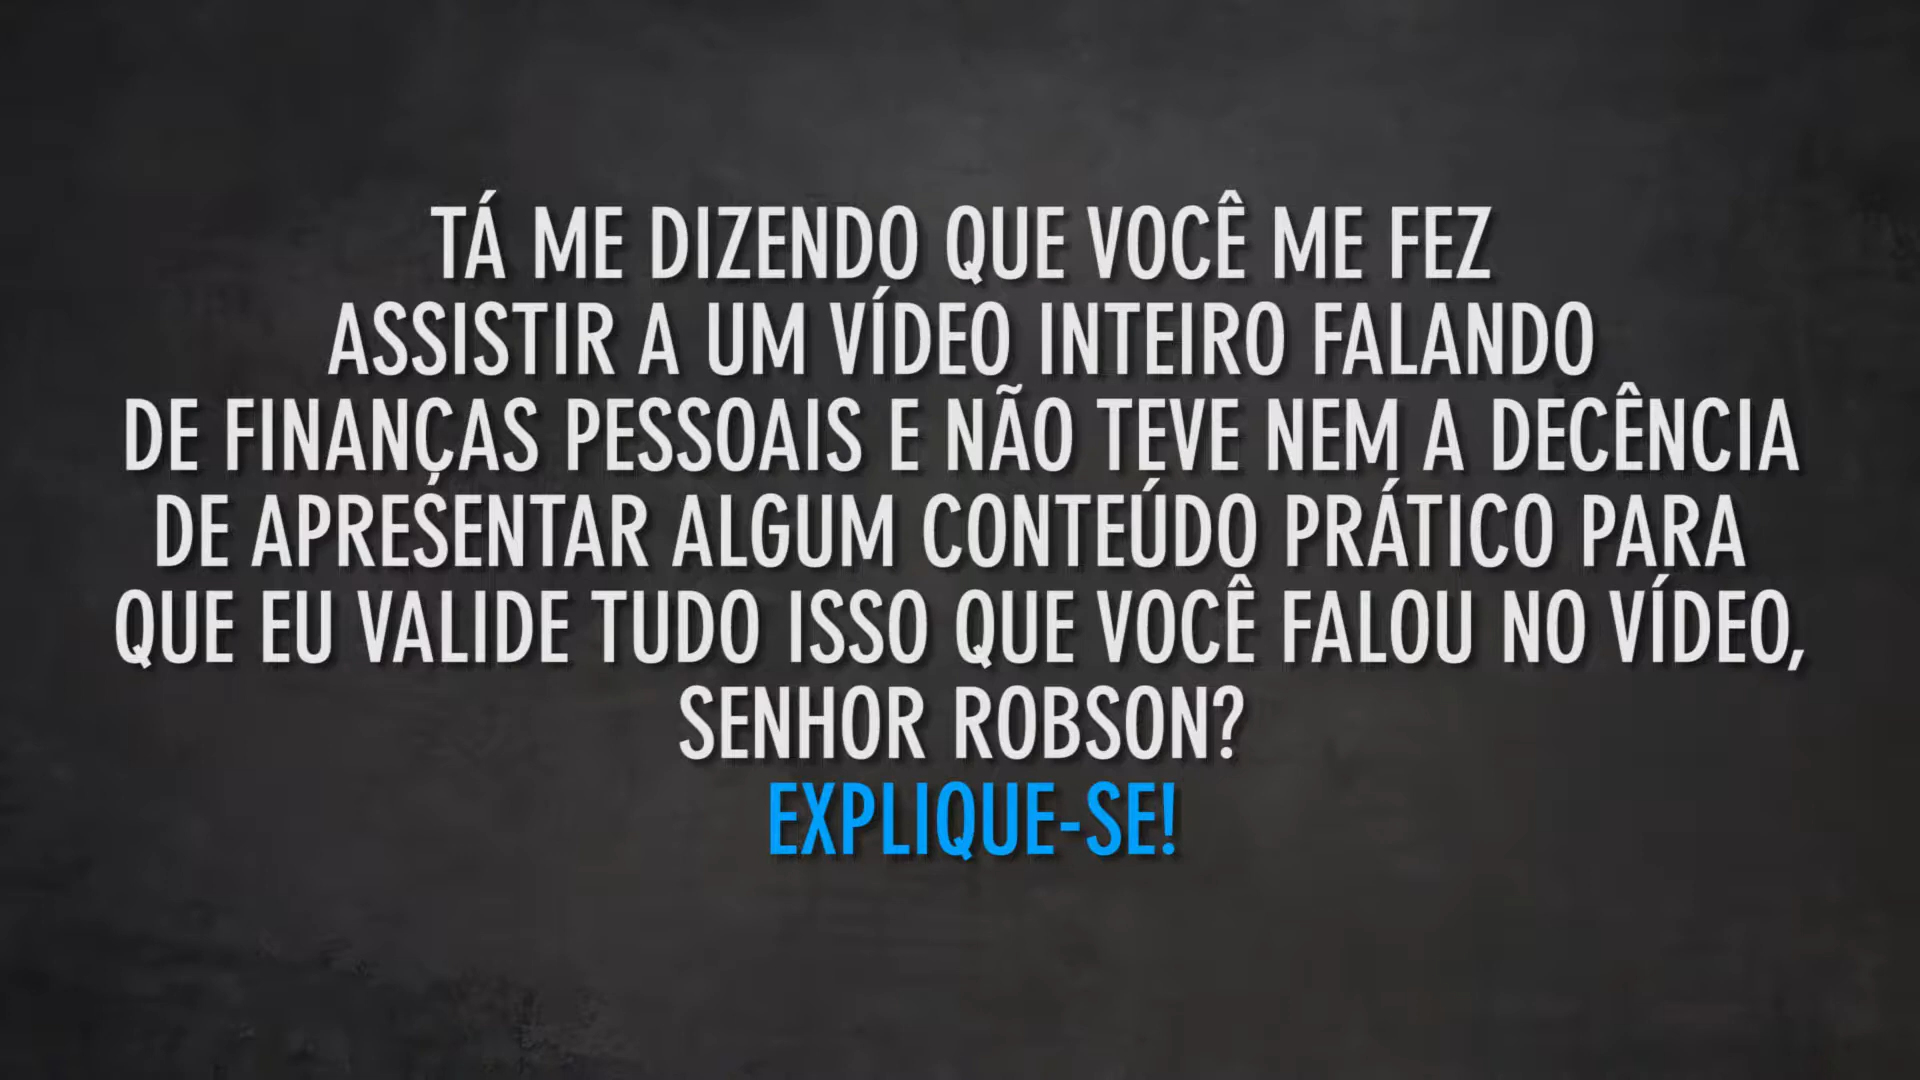 TÁ ME DIZENDO QUE VOCÊ ME FEZ
ASSISTIR A UM VÍDEO INTEIRO FALANDO
DE FINANÇAS PESSOAIS E NÃO TEVE NEM A DECÊNCIA
DE APRESENTAR ALGUM CONTEÚDO PRÁTICO PARA
QUE EU VALIDE TUDO ISSO QUE VOCÊ FALOU NO VÍDEO,
SENHOR ROBSON?
EXPLIQUE-SE!